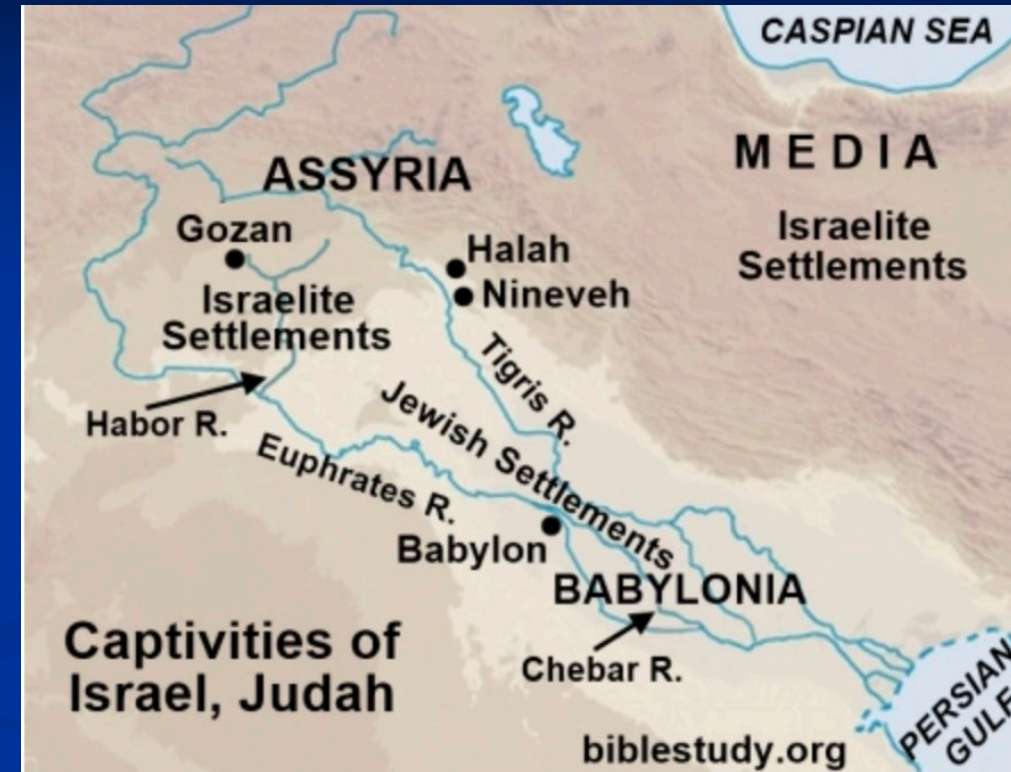 CASPIAN SEA
MEDIA
ASSYRIA
Gozan
Israelite
Settlements
Halah
Nineveh
Israelite
Settlements
Tigris R.
Habor R.
Jewish Settlements
Euphrates R.
Babylon
BABYLONIA
Captivities of
Israel, Judah
Chebar R.
PERSIAN
GULF
biblestudy.org